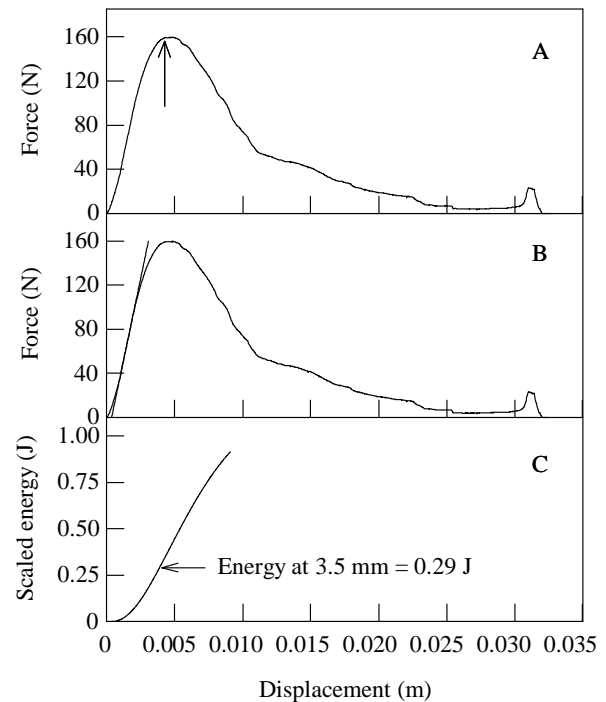 160
120
80
40
0
Force (N)
A
160
120
80
40
0
Force (N)
B
1.00
0.75
0.50
0.25
0
Scaled energy (J)
C
Energy at 3.5 mm = 0.29 J
0 0.005 0.010 0.015 0.020 0.025 0.030 0.035
Displacement (m)